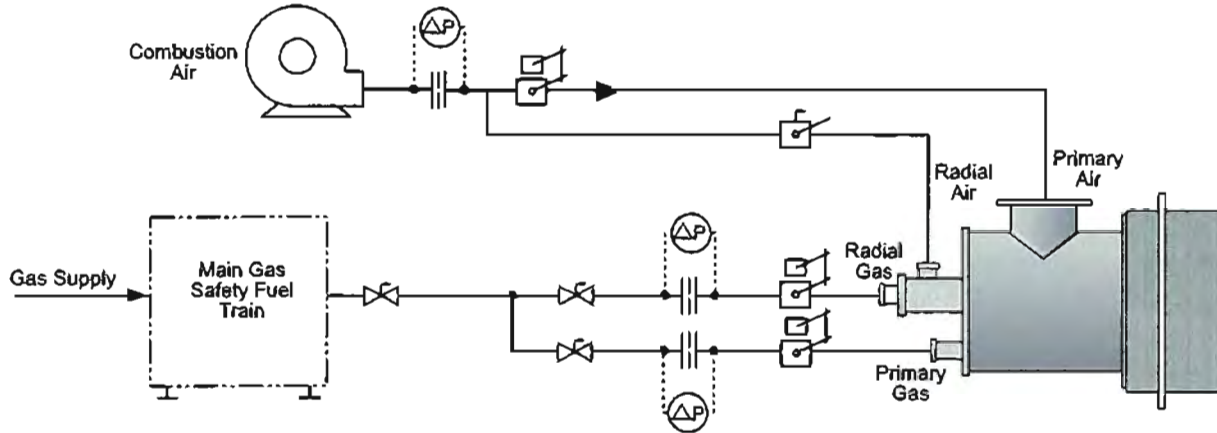 ΔP
Combustion
Air
Radial
Air
Primary
Air
ΔP
Gas Supply
Main Gas
Safety Fuel
Train
Radial
Gas
Primary
Gas
ΔP